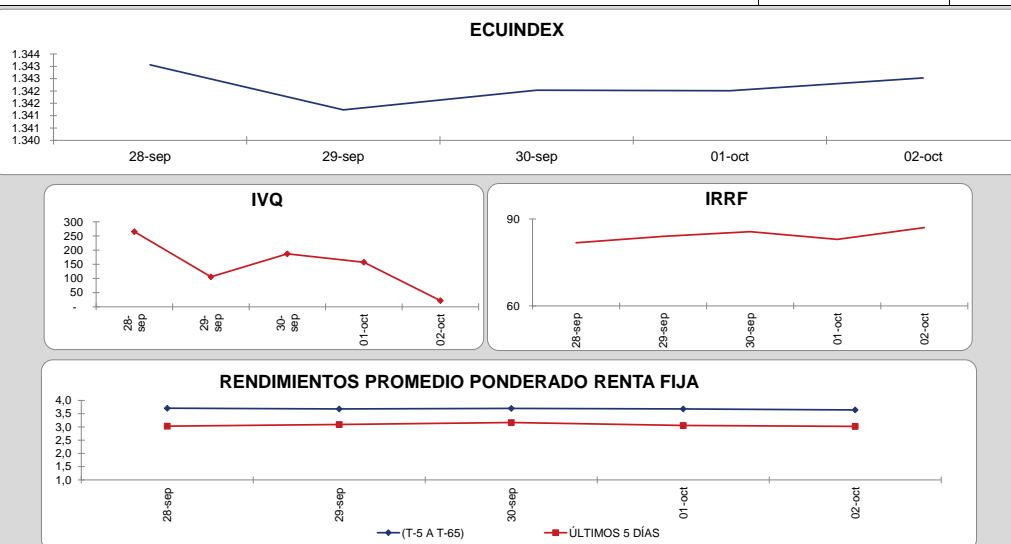 ECUINDEX
1.344
1.343
1.343
1.342
1.342
1.341
1.341
1.340
28-sep 29-sep 30-sep 01-oct 02-oct
IVQ
300
250
200
150
100
50
-
28-
sep
29-
sep
30-
sep
01-oct
02-oct
IRRF
90
60
28-sep
29-sep
30-sep
01-oct
02-oct
RENDIMIENTOS PROMEDIO PONDERADO RENTA FIJA
4,0
3,5
3,0
2,5
2,0
1,5
1,0
28-sep
29-sep
30-sep
01-oct
02-oct
(T-5 A T-65) ÚLTIMOS 5 DÍAS